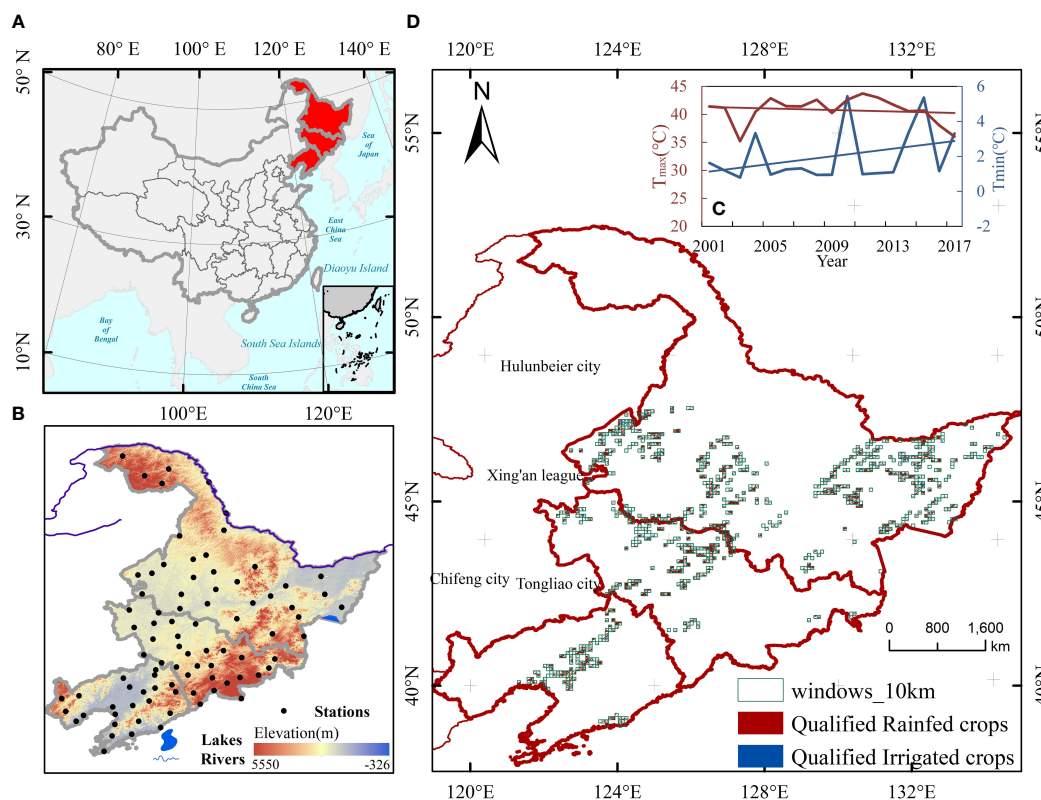 A
80° E
100° E
120° E
140° E
50° N
30° N
10°N
Sea
of
Japan
East
China
Sea
Diaoyu Island
Bay
of
Bengal
South Sea Islands
South
China Sea
100°E
120°E
B
Stations
Lakes
Rivers
Elevation(m)
5550
-326
D
120°E
124°E
128°E
132°E
N
55°N
50°N
45°N
40°N
45
40
35
30
25
20
Tmax(°C)
6
4
2
0
-2
Tmin(°C)
C
2001
2005
2009
2013
2017
Year
55°N
50°N
45°N
40°N
Hulunbeier city
Xing'an league
Chifeng city
Tongliao city
0
800
1,600
km
windows_10km
Qualified Rainfed crops
Qualified Irrigated crops
120°E
124°E
128°E
132°E